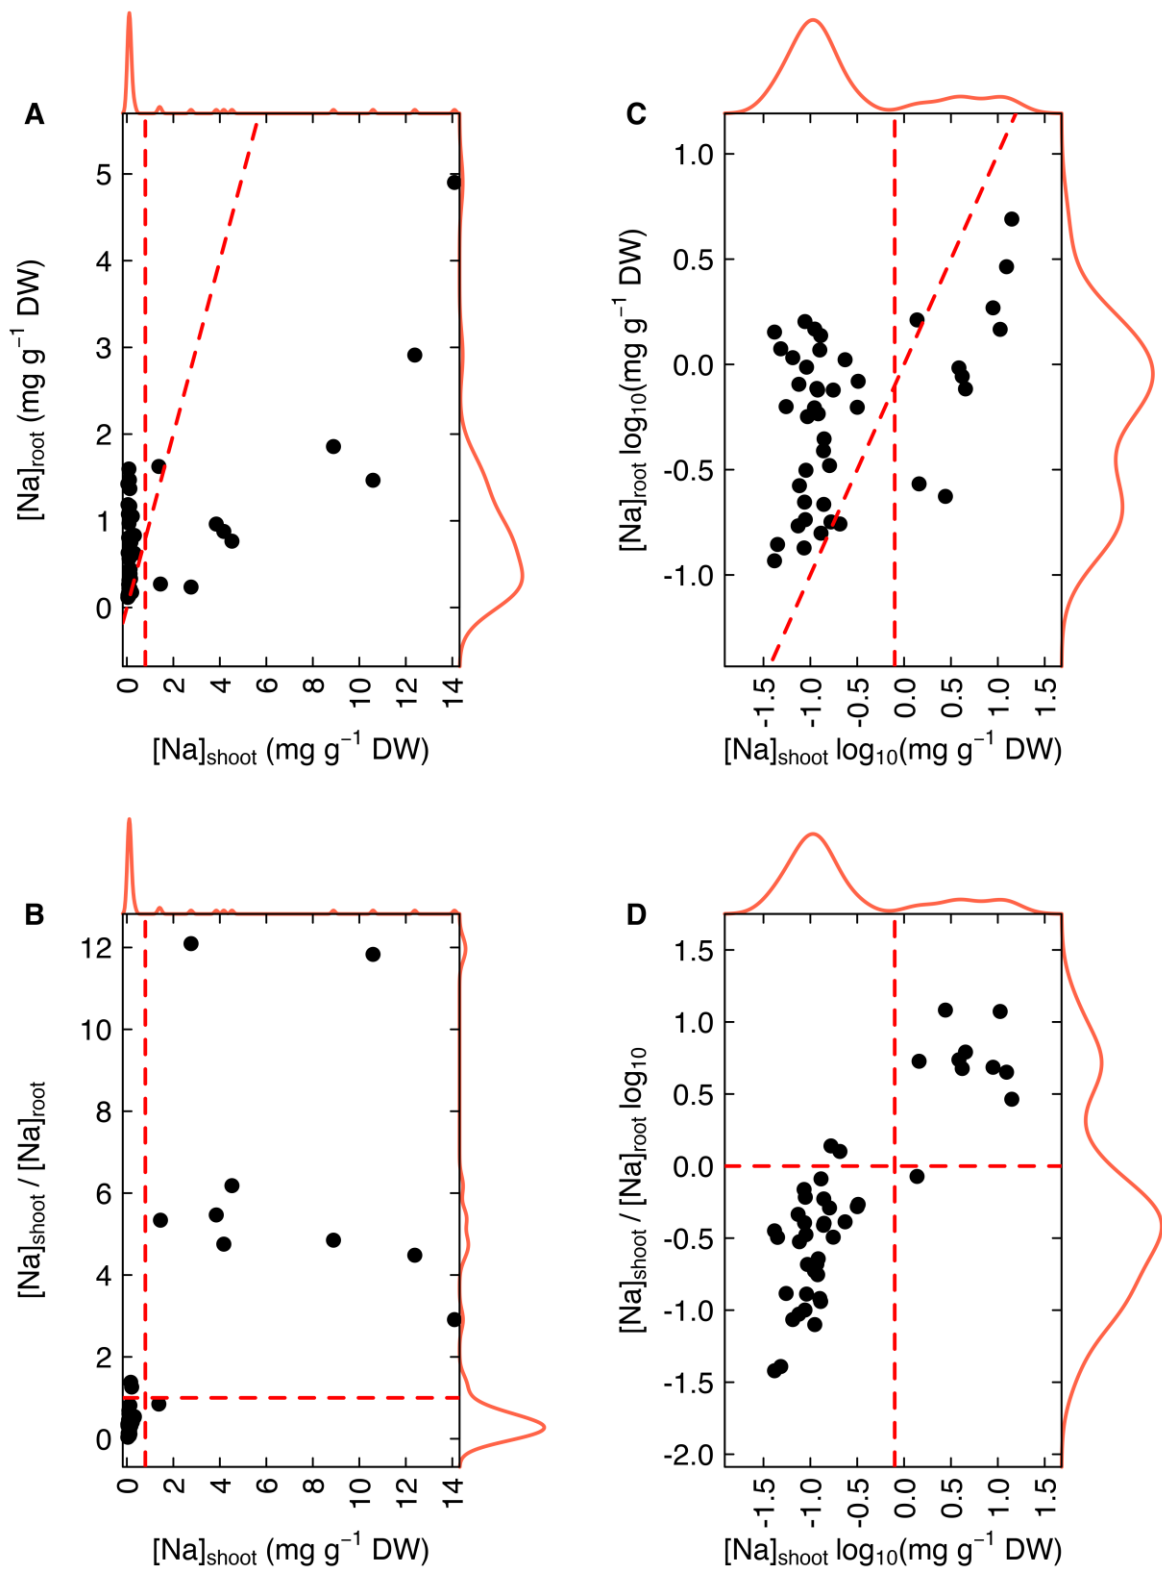 A
[Na]root (mg g−1 DW)
5
4
3
2
1
0
0 2 4 6 8 10 12 14
[Na]shoot (mg g−1 DW)
C
[Na]root log10(mg g−1 DW)
1.0
0.5
0.0
-0.5
-1.0
-1.5 -1.0 -0.5 0.0 0.5 1.0 1.5
[Na]shoot log10(mg g−1 DW)
B
[Na]shoot / [Na]root
12
10
8
6
4
2
0
0 2 4 6 8 10 12 14
[Na]shoot (mg g−1 DW)
D
[Na]shoot / [Na]root log10
1.5
1.0
0.5
0.0
-0.5
-1.0
-1.5
-2.0
-1.5 -1.0 -0.5 0.0 0.5 1.0 1.5
[Na]shoot log10(mg g−1 DW)